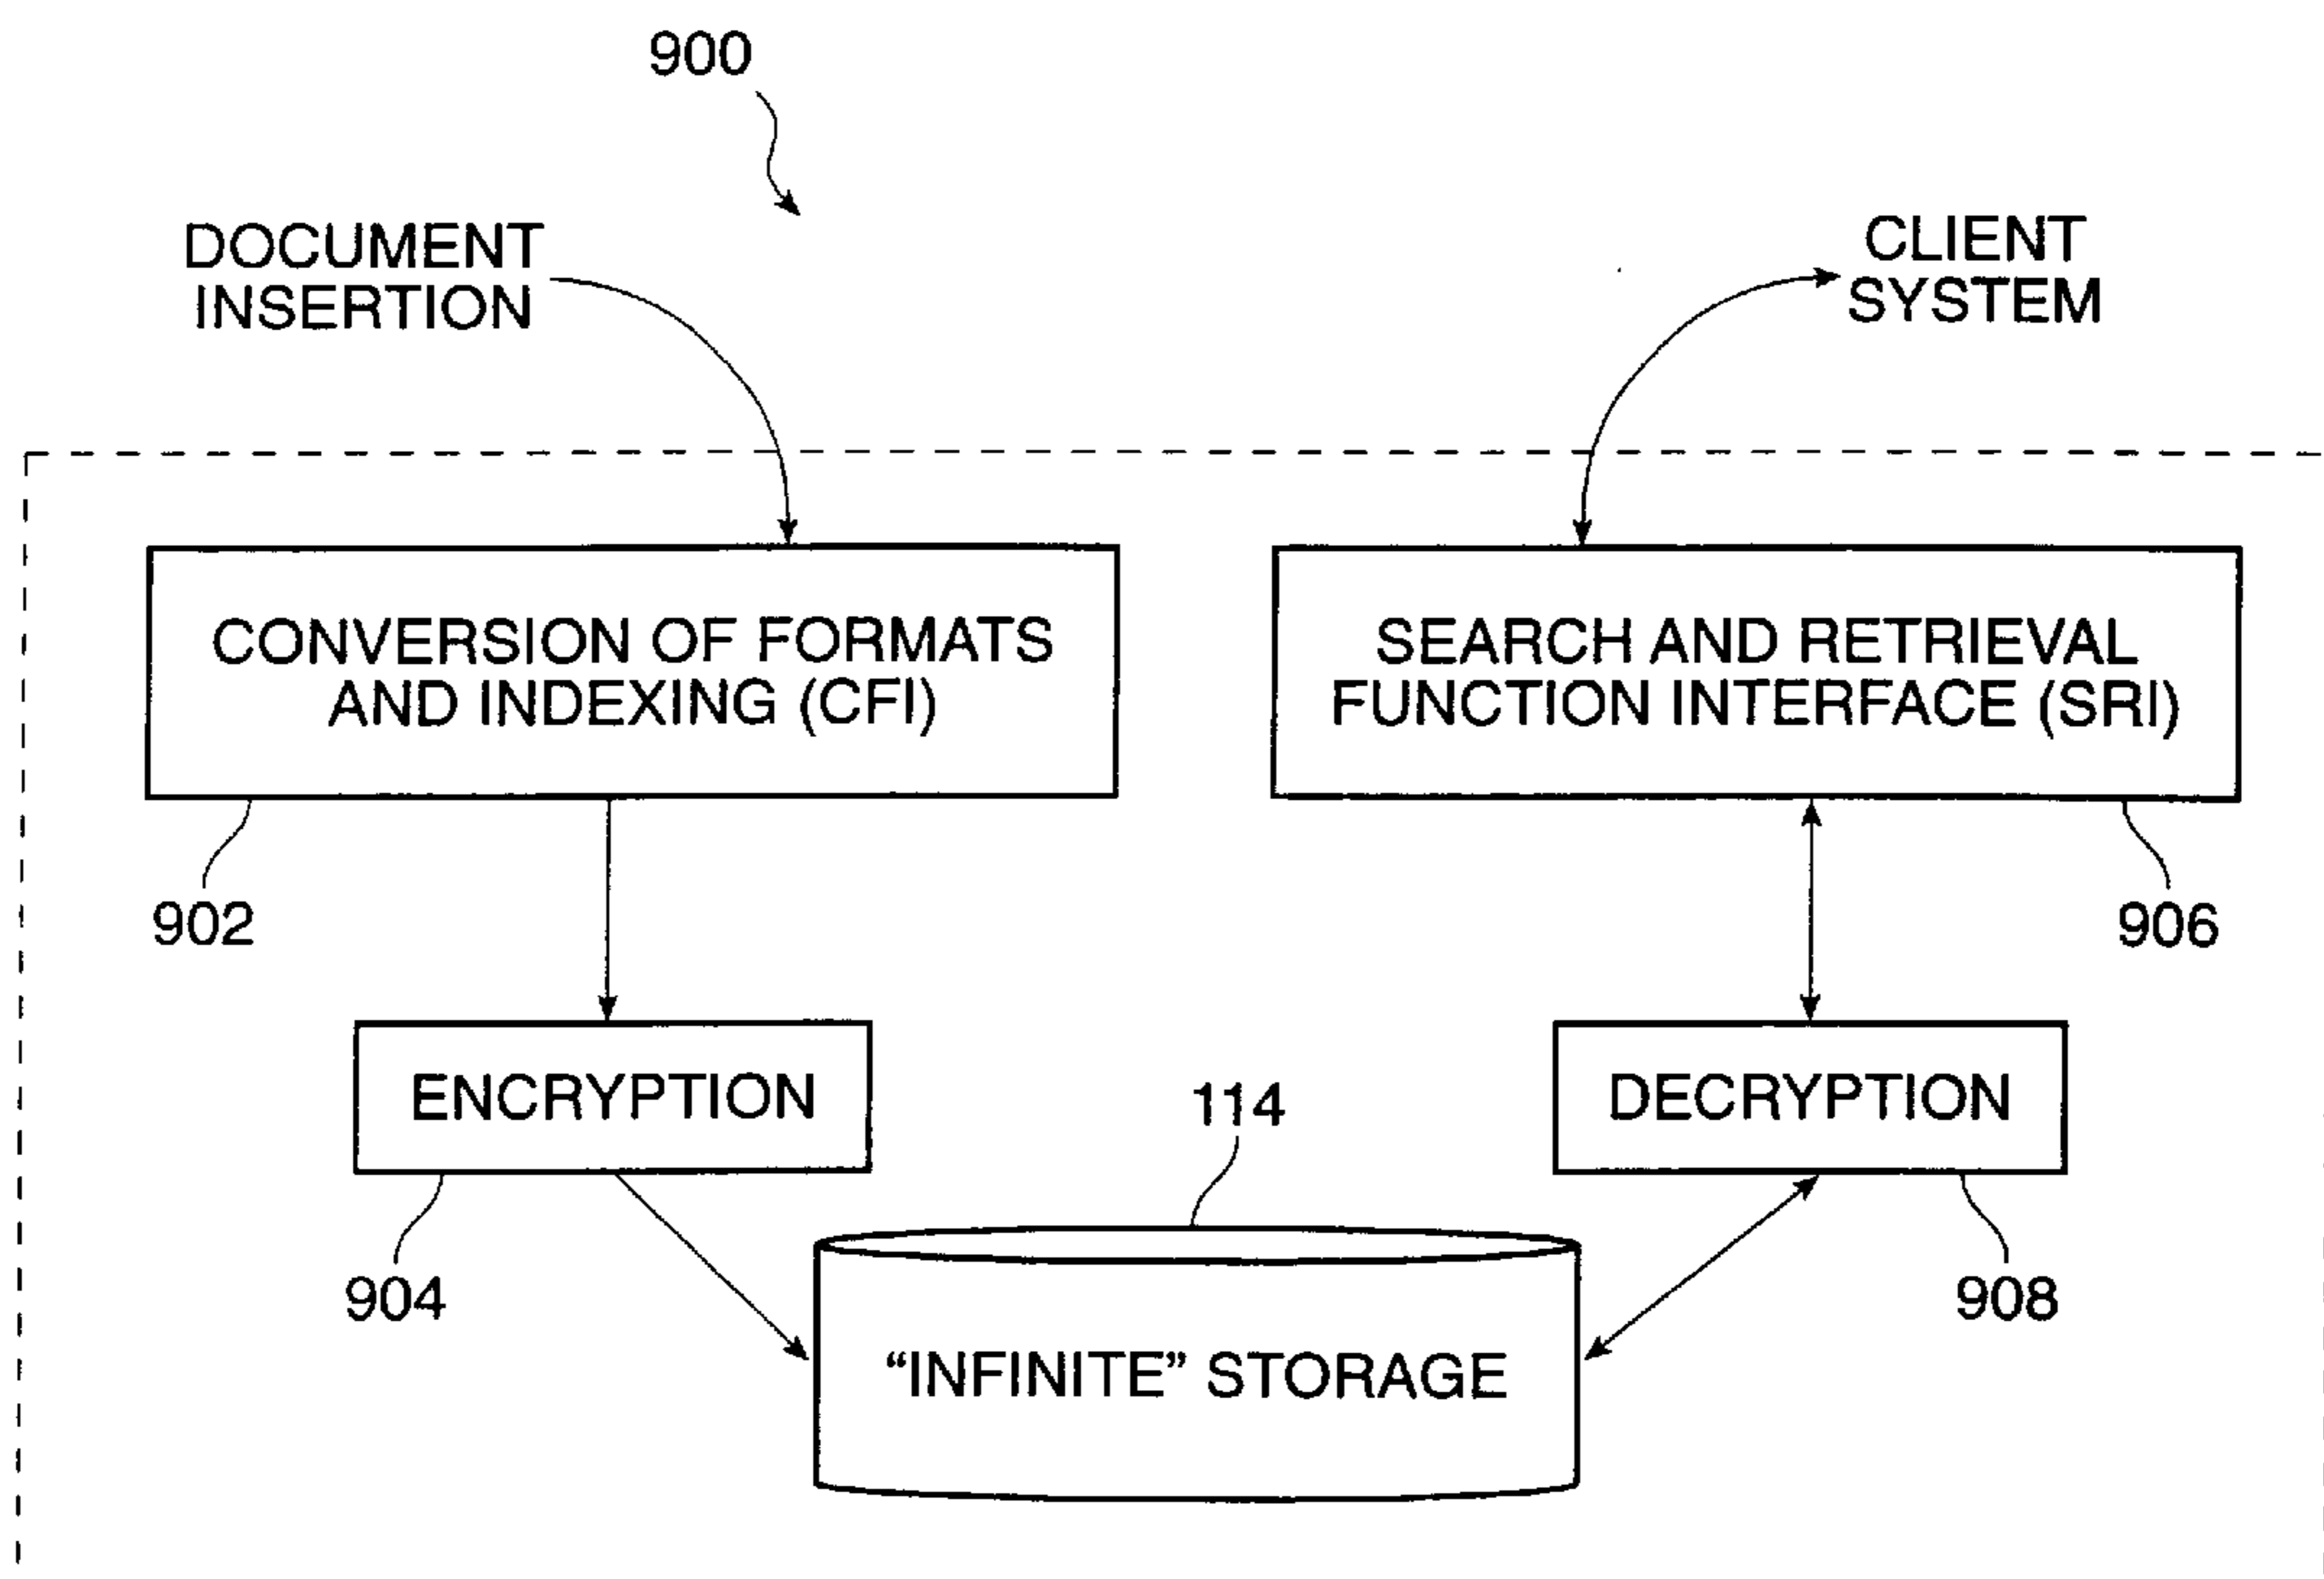 900
DOCUMENT
INSERTION
CLIENT
SYSTEM
CONVERSION OF FORMATS
AND INDEXING (CFI)
SEARCH AND RETRIEVAL
FUNCTION INTERFACE (SRI)
902
906
ENCRYPTION
114
DECRYPTION
904
908
“INFINITE” STORAGE